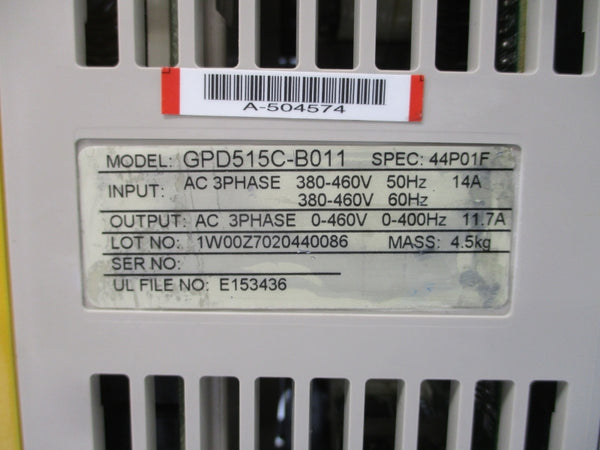 A-504574
MODEL: GPD515C-B011 SPEC: 44P01F
INPUT: AC 3PHASE 380-460V 50Hz 14A
380-460V 60Hz
OUTPUT: AC 3PHASE 0-460V 0-400Hz 11.7A
LOT NO: 1W00Z7020440086 MASS: 4.5kg
SER NO:
UL FILE NO: E153436